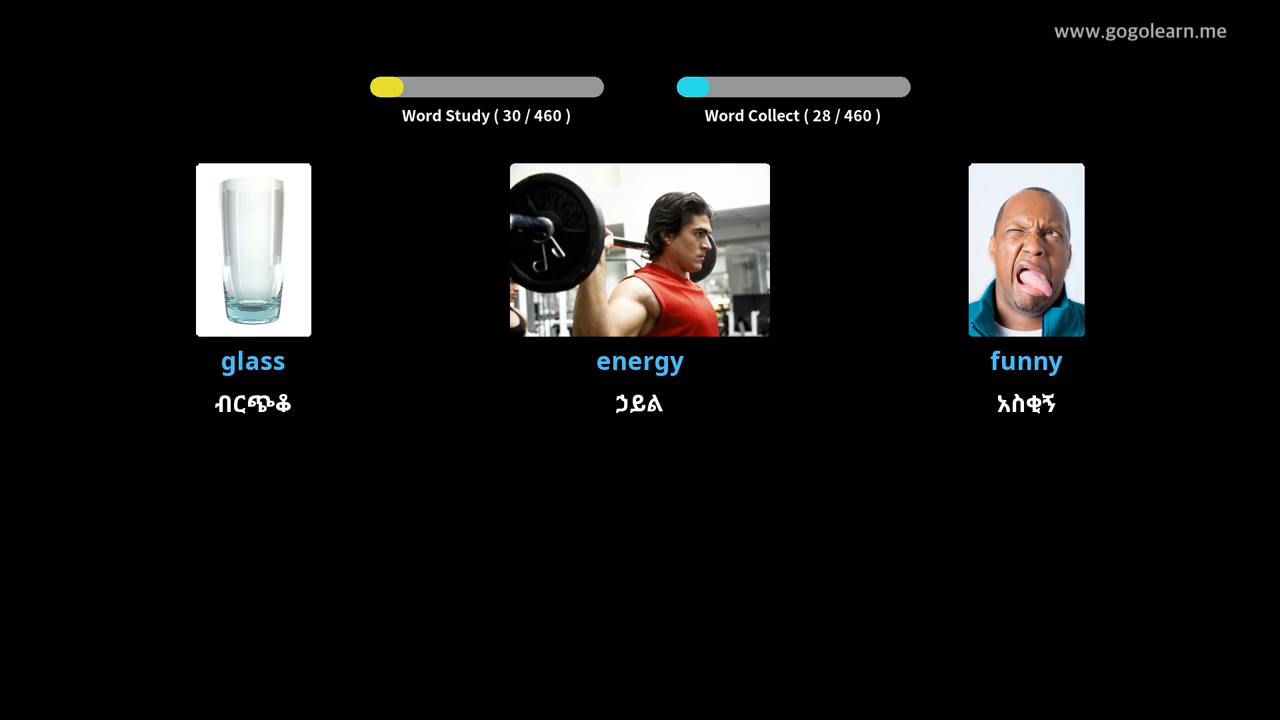 www.gogolearn.me
Word Study ( 30 / 460 )
Word Collect ( 28 / 460 )
glass
energy
funny
ብርጭቆ
ኃይል
አስቂኝ